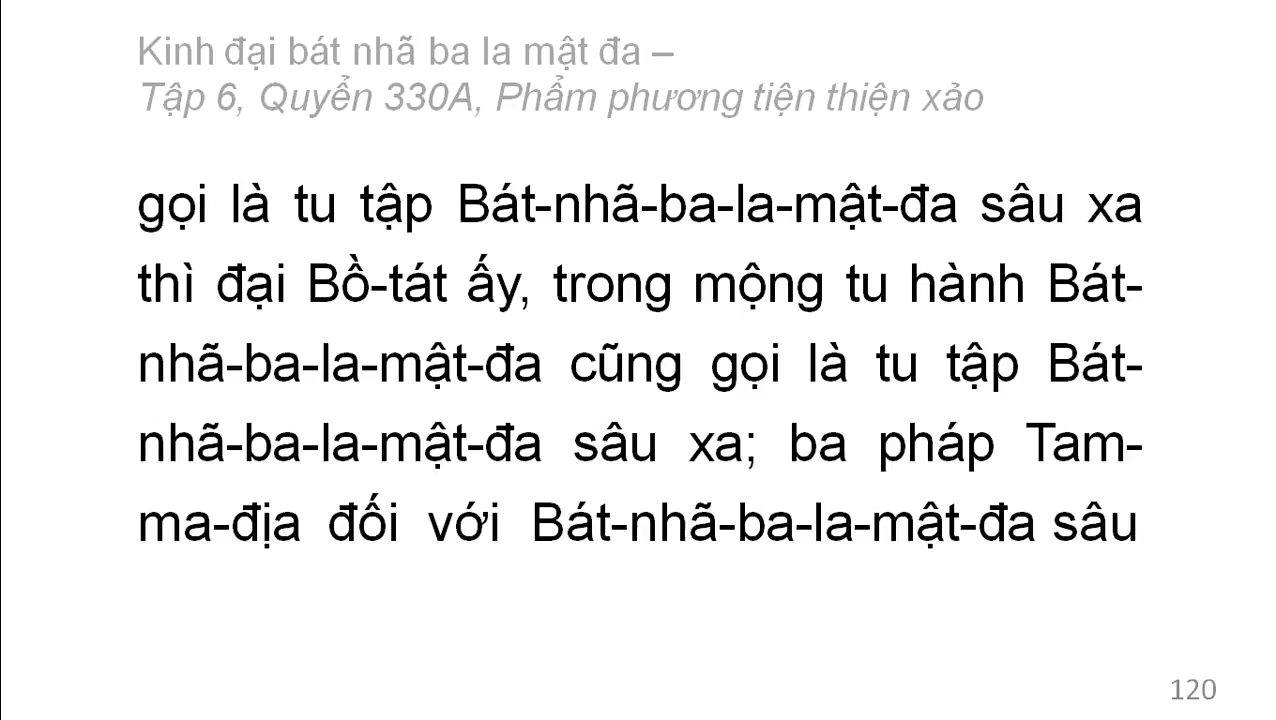 Kinh đại bát nhã ba la mật đa –
Tập 6, Quyển 330A, Phẩm phương tiện thiện xảo
gọi là tu tập Bát-nhã-ba-la-mật-đa sâu xa
thì đại Bồ-tát ấy, trong mộng tu hành Bát-
nhã-ba-la-mật-đa cũng gọi là tu tập Bát-
nhã-ba-la-mật-đa sâu xa; ba pháp Tam-
ma-địa đối với Bát-nhã-ba-la-mật-đa sâu
120